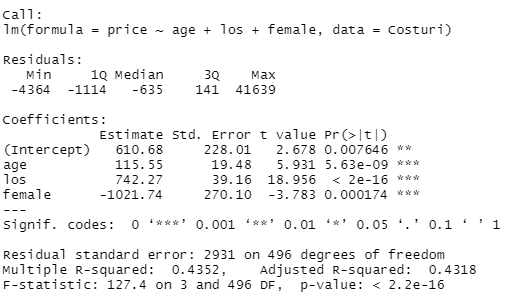 Call:
lm(formula = price ~ age + los + female, data = Costuri)
Residuals:
Min 1Q Median 3Q Max
-4364 -1114 -635 141 41639
Coefficients:
Estimate Std. Error t value Pr(>|t|)
(Intercept) 610.68 228.01 2.678 0.007646 **
age 115.55 19.48 5.931 5.63e-09 ***
los 742.27 39.16 18.956 < 2e-16 ***
female -1021.74 270.10 -3.783 0.000174 ***
---
Signif. codes: 0 ‘***’ 0.001 ‘**’ 0.01 ‘*’ 0.05 ‘.’ 0.1 ‘ ’ 1
Residual standard error: 2931 on 496 degrees of freedom
Multiple R-squared: 0.4352, Adjusted R-squared: 0.4318
F-statistic: 127.4 on 3 and 496 DF, p-value: < 2.2e-16